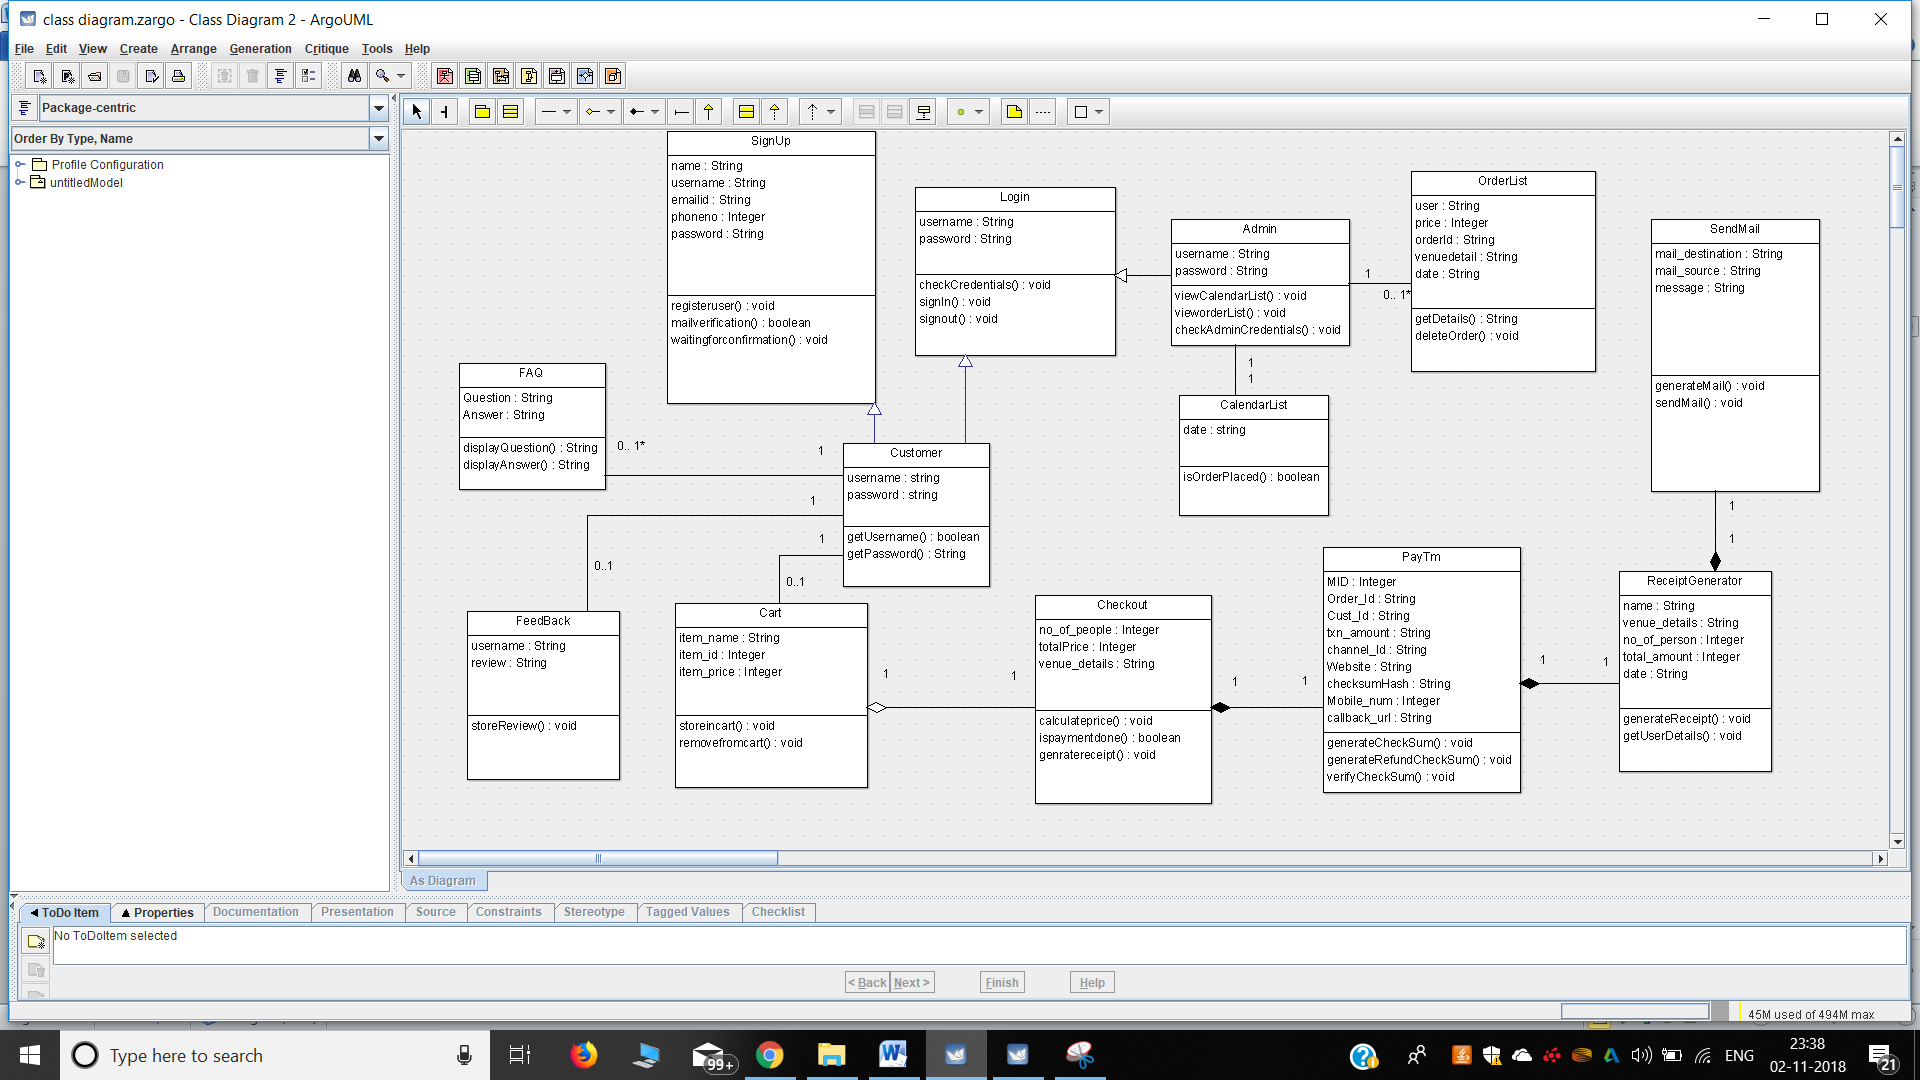 class diagram.zargo - Class Diagram 2 - ArgoUML
File Edit View Create Arrange Generation Critique Tools Help
Package-centric
Order By Type, Name
Profile Configuration
untitledModel
SignUp
name : String
username : String
emailid : String
phoneno : Integer
password : String
registeruser() : void
mailverification() : boolean
waitingforconfirmation() : void
Login
username : String
password : String
checkCredentials() : void
signIn() : void
signout() : void
Admin
username : String
password : String
viewCalendarList() : void
vieworderList() : void
checkAdminCredentials() : void
1
0.. 1*
OrderList
user : String
price : Integer
orderId : String
venuedetail : String
date : String
getDetails() : String
deleteOrder() : void
SendMail
mail_destination : String
mail_source : String
message : String
generateMail() : void
sendMail() : void
1
1
CalendarList
date : string
isOrderPlaced() : boolean
FAQ
Question : String
Answer : String
displayQuestion() : String
displayAnswer() : String
0.. 1*
1
Customer
username : string
password : string
getUsername() : boolean
getPassword() : String
1
0..1
1
0..1
FeedBack
username : String
review : String
storeReview() : void
Cart
item_name : String
item_id : Integer
item_price : Integer
storeincart() : void
removefromcart() : void
1
1
Checkout
no_of_people : Integer
totalPrice : Integer
venue_details : String
calculateprice() : void
ispaymentdone() : boolean
genratereceipt() : void
1
1
PayTm
MID : Integer
Order_Id : String
Cust_Id : String
txn_amount : String
channel_Id : String
Website : String
checksumHash : String
Mobile_num : Integer
callback_url : String
generateCheckSum() : void
generateRefundCheckSum() : void
verifyCheckSum() : void
1
1
1
1
ReceiptGenerator
name : String
venue_details : String
no_of_person : Integer
total_amount : Integer
date : String
generateReceipt() : void
getUserDetails() : void
As Diagram
ToDo Item Properties Documentation Presentation Source Constraints Stereotype Tagged Values Checklist
No ToDoItem selected
< Back Next > Finish Help
45M used of 494M max
Type here to search
99+
ENG
23:38
02-11-2018
21